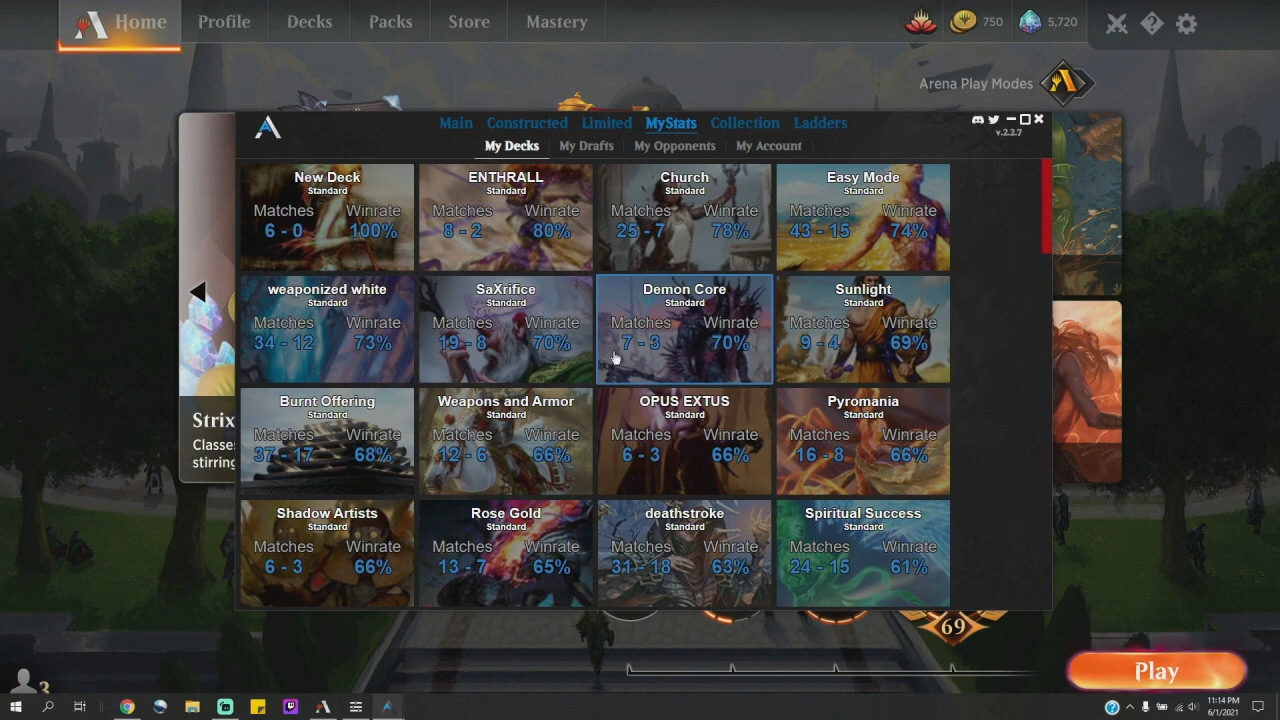 Home Profile Decks Packs Store Mastery 750 5,720
Arena Play Modes
Main Constructed Limited MyStats Collection Ladders
v.2.2.7
My Decks My Drafts My Opponents My Account
New Deck
Standard
Matches Winrate
6 - 0 100%
ENTHRALL
Standard
Matches Winrate
8 - 2 80%
Church
Standard
Matches Winrate
25 - 7 78%
Easy Mode
Standard
Matches Winrate
43 - 15 74%
weaponized white
Standard
Matches Winrate
34 - 12 73%
SaXrifice
Standard
Matches Winrate
19 - 8 70%
Demon Core
Standard
Matches Winrate
7 - 3 70%
Sunlight
Standard
Matches Winrate
9 - 4 69%
Burnt Offering
Standard
Matches Winrate
37 - 17 68%
Weapons and Armor
Standard
Matches Winrate
12 - 6 66%
OPUS EXTUS
Standard
Matches Winrate
6 - 3 66%
Pyromania
Standard
Matches Winrate
16 - 8 66%
Shadow Artists
Standard
Matches Winrate
6 - 3 66%
Rose Gold
Standard
Matches Winrate
13 - 7 65%
deathstroke
Standard
Matches Winrate
31 - 18 63%
Spiritual Success
Standard
Matches Winrate
24 - 15 61%
Strix
Classes
stirring
69
3
Play
11:14 PM
6/1/2021